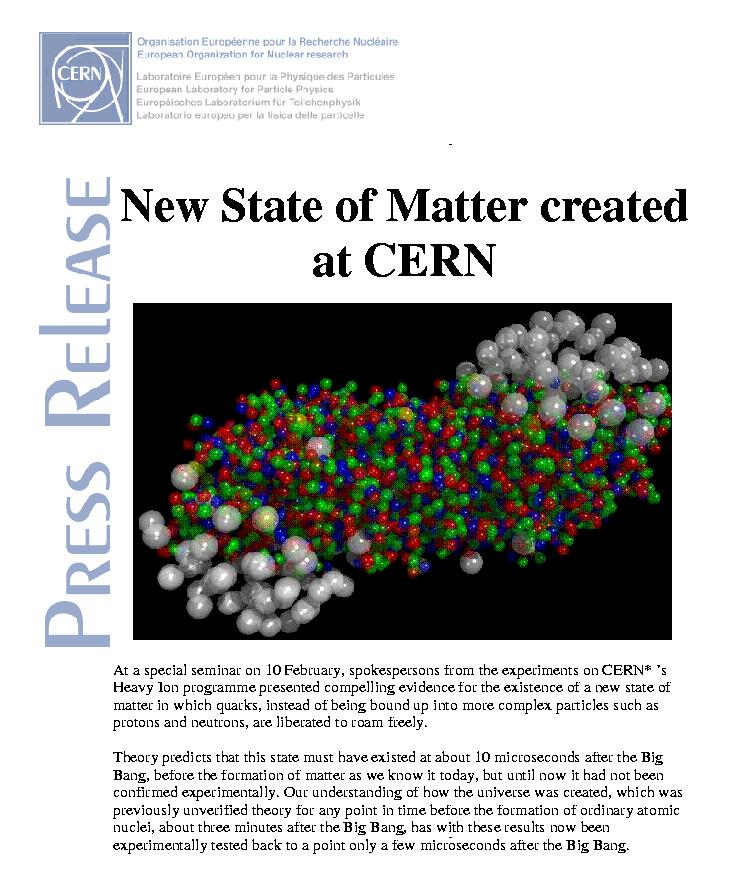 Organisation Européenne pour la Recherche Nucléaire
European Organization for Nuclear research
CERN
Laboratoire Européen pour la Physique des Particules
European Laboratory for Particle Physics
Europäisches Laboratorium für Teilchenphysik
Laboratorio europeo per la fisica delle particelle
PRESS RELEASE
New State of Matter created
at CERN
At a special seminar on 10 February, spokespersons from the experiments on CERN* 's
Heavy Ion programme presented compelling evidence for the existence of a new state of
matter in which quarks, instead of being bound up into more complex particles such as
protons and neutrons, are liberated to roam freely.
Theory predicts that this state must have existed at about 10 microseconds after the Big
Bang, before the formation of matter as we know it today, but until now it had not been
confirmed experimentally. Our understanding of how the universe was created, which was
previously unverified theory for any point in time before the formation of ordinary atomic
nuclei, about three minutes after the Big Bang, has with these results now been
experimentally tested back to a point only a few microseconds after the Big Bang.